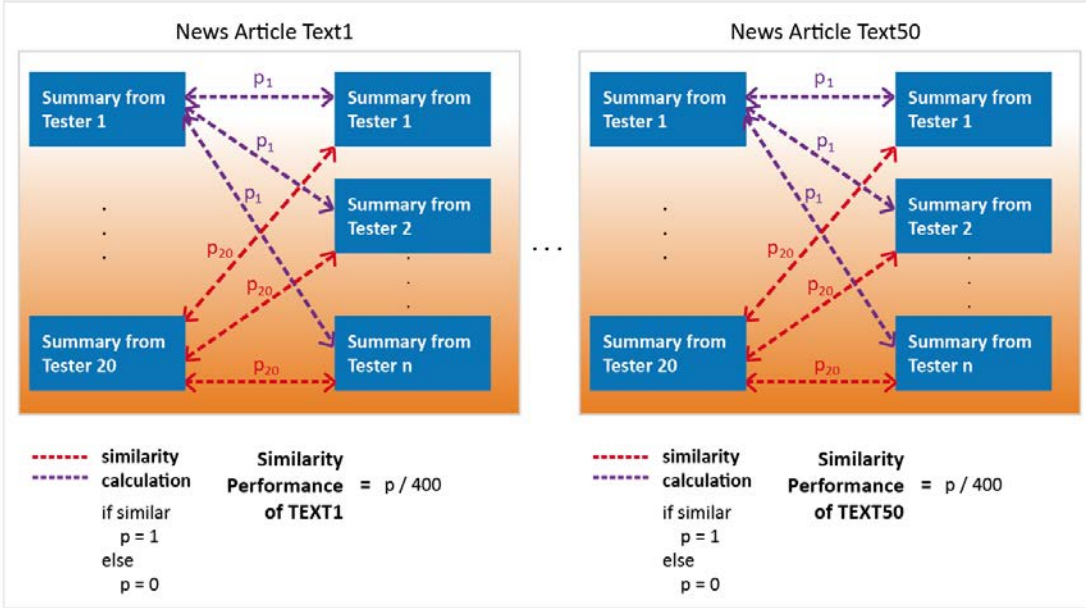 News Article Text1
Summary from
Tester 1
p1
Summary from
Tester 1
p1
p1
Summary from
Tester 2
p20
p20
Summary from
Tester 20
p20
Summary from
Tester n
similarity
calculation
if similar
p = 1
else
p = 0
Similarity
Performance = p / 400
of TEXT1
. . .
News Article Text50
Summary from
Tester 1
p1
Summary from
Tester 1
p1
p1
Summary from
Tester 2
p20
p20
Summary from
Tester 20
p20
Summary from
Tester n
similarity
calculation
if similar
p = 1
else
p = 0
Similarity
Performance = p / 400
of TEXT50